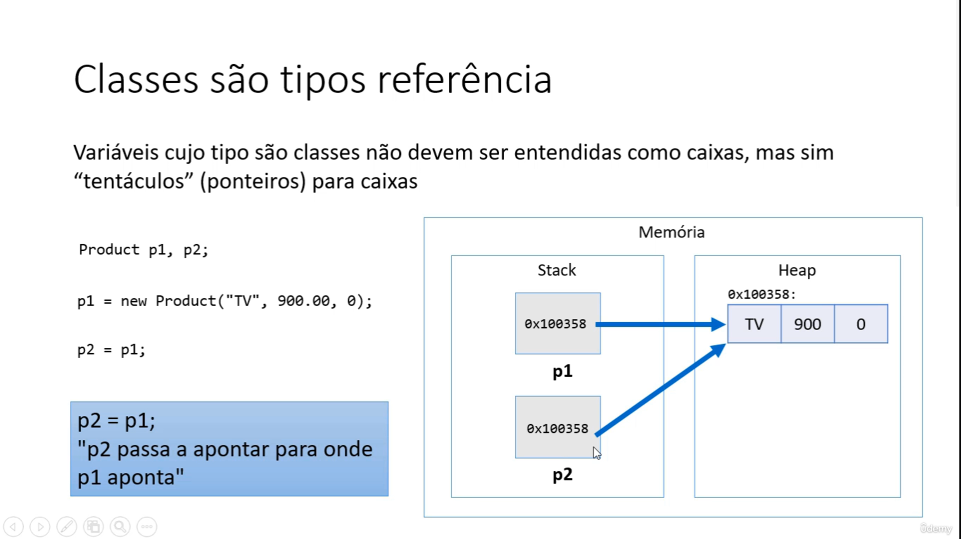 Classes são tipos referência
Variáveis cujo tipo são classes não devem ser entendidas como caixas, mas sim
“tentáculos” (ponteiros) para caixas
Product p1, p2;
p1 = new Product("TV", 900.00, 0);
p2 = p1;
p2 = p1;
"p2 passa a apontar para onde
p1 aponta"
Memória
Stack
0x100358
p1
0x100358
p2
Heap
0x100358:
TV 900 0
ûdemy